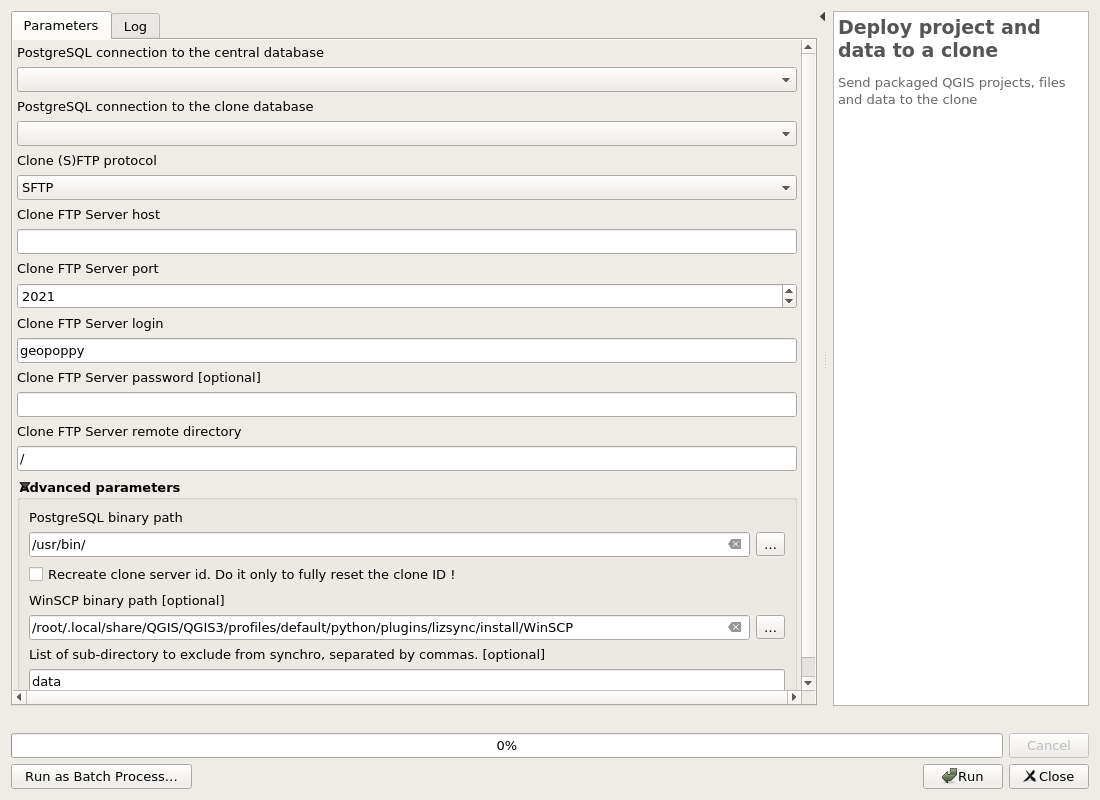 Parameters
Log
PostgreSQL connection to the central database
PostgreSQL connection to the clone database
Clone (S)FTP protocol
SFTP
Clone FTP Server host
Clone FTP Server port
2021
Clone FTP Server login
geopoppy
Clone FTP Server password [optional]
Clone FTP Server remote directory
/
Advanced parameters
PostgreSQL binary path
/usr/bin/
...
Recreate clone server id. Do it only to fully reset the clone ID !
WinSCP binary path [optional]
/root/.local/share/QGIS/QGIS3/profiles/default/python/plugins/lizsync/install/WinSCP
...
List of sub-directory to exclude from synchro, separated by commas. [optional]
data
Deploy project and
data to a clone
Send packaged QGIS projects, files
and data to the clone
0%
Cancel
Run as Batch Process...
Run
Close